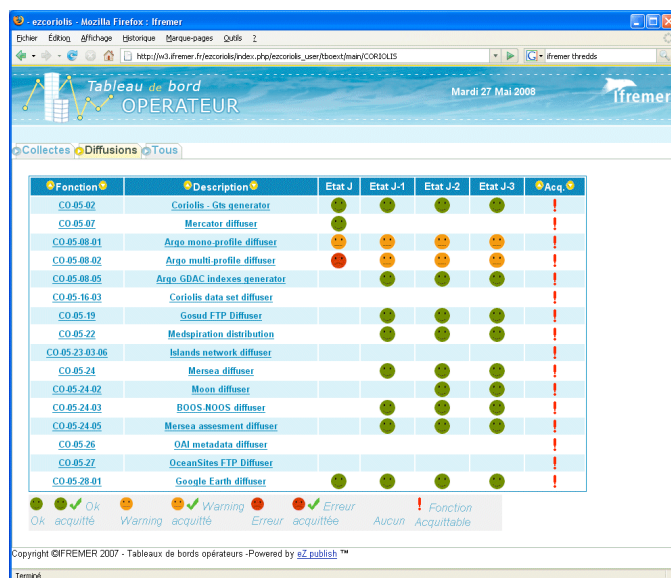 - ezcoriolis - Mozilla Firefox : Ifremer
Fichier Édition Affichage Historique Marque-pages Outils ?
http://w3.ifremer.fr/ezcoriolis/index.php/ezcoriolis_user/tboext/main/CORIOLIS
ifremer thredds
Tableau de bord
OPERATEUR
Mardi 27 Mai 2008
Ifremer
Collectes Diffusions Tous
Fonction Description Etat J Etat J-1 Etat J-2 Etat J-3 Acq.
CO-05-02 Coriolis - Gts generator
CO-05-07 Mercator diffuser
CO-05-08-01 Argo mono-profile diffuser
CO-05-08-02 Argo multi-profile diffuser
CO-05-08-05 Argo GDAC indexes generator
CO-05-16-03 Coriolis data set diffuser
CO-05-19 Gosud FTP Diffuser
CO-05-22 Medspiration distribution
CO-05-23-03-06 Islands network diffuser
CO-05-24 Mersea diffuser
CO-05-24-02 Moon diffuser
CO-05-24-03 BOOS-NOOS diffuser
CO-05-24-05 Mersea assesment diffuser
CO-05-26 OAI metadata diffuser
CO-05-27 OceanSites FTP Diffuser
CO-05-28-01 Google Earth diffuser
Ok Warning Erreur Fonction
Ok acquitté Warning acquitté Erreur acquittée Aucun Acquittable
Copyright ©IFREMER 2007 - Tableaux de bords opérateurs -Powered by eZ publish ™
Terminé